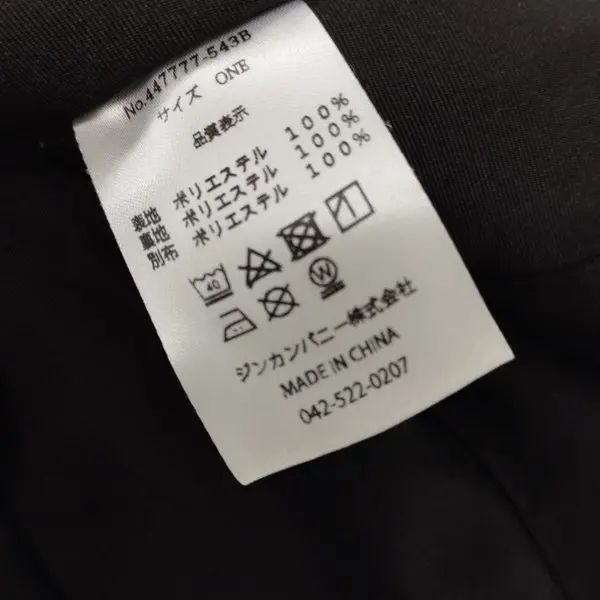 No.447777-543B
サイズ ONE
品質表示
表地 ポリエステル 100%
裏地 ポリエステル 100%
別布 ポリエステル 100%
40
W
ジンカンパニー株式会社
MADE IN CHINA
042-522-0207